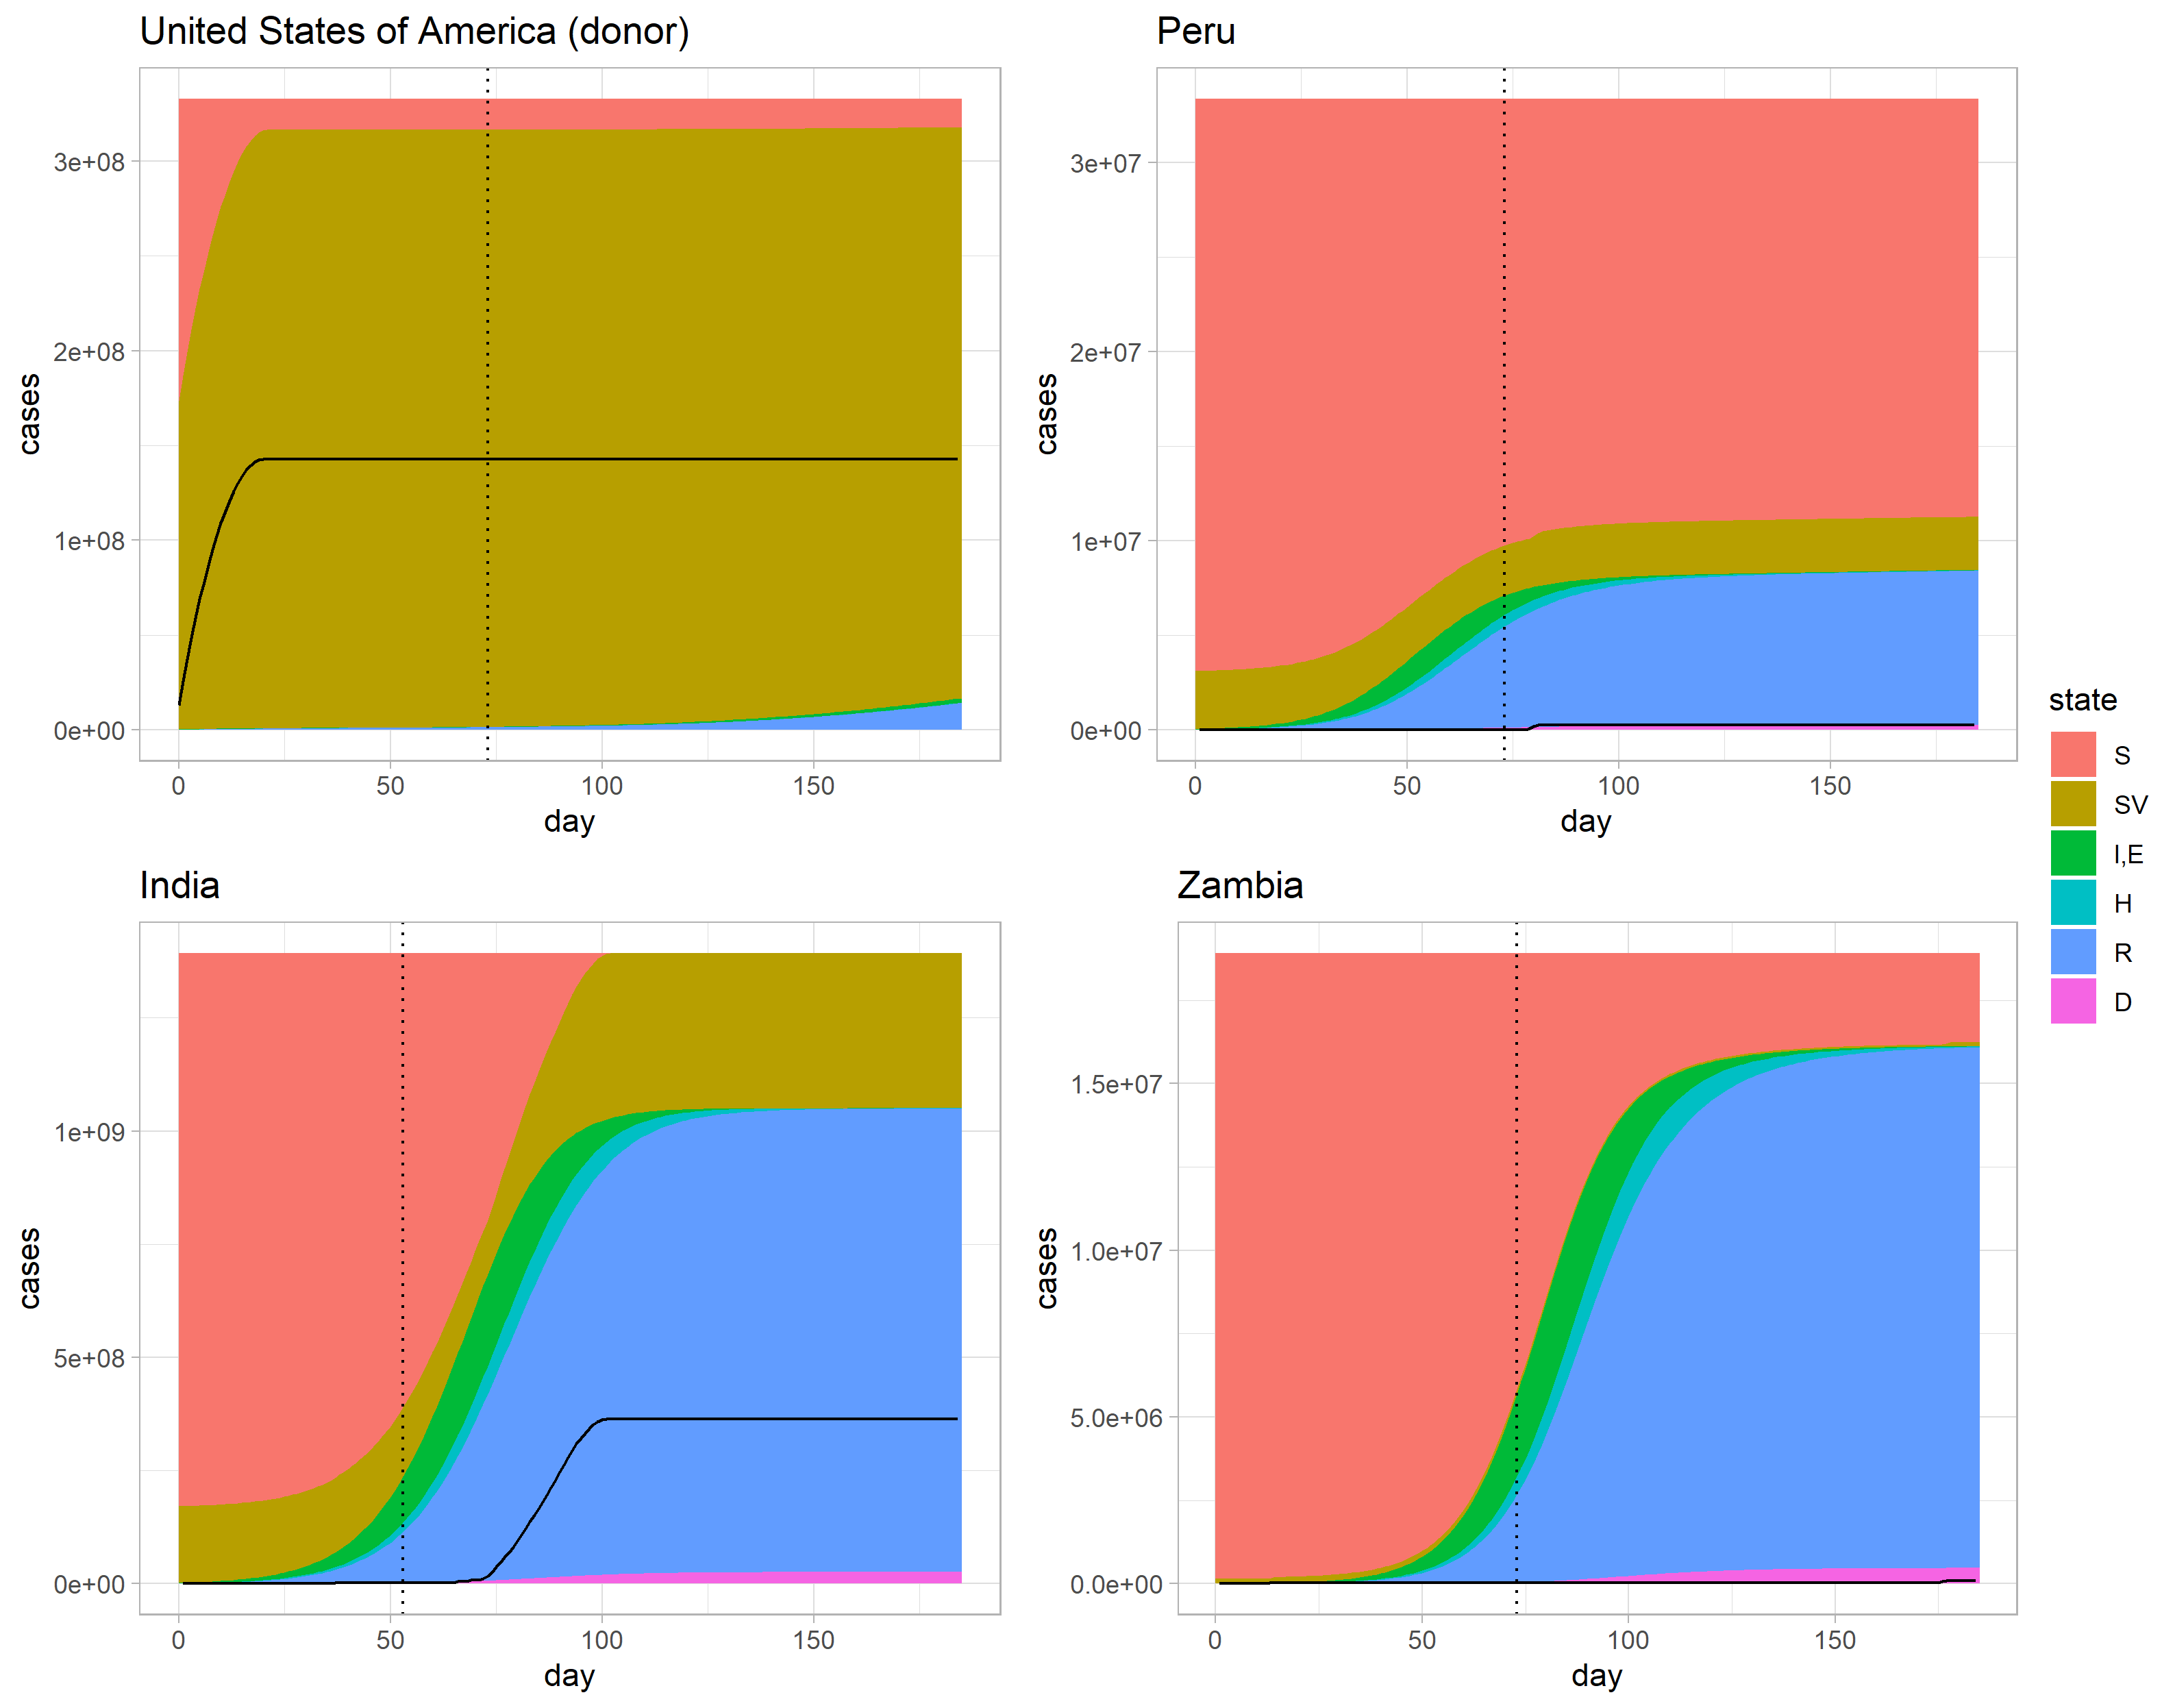 United States of America (donor)
cases
3e+08
2e+08
1e+08
0e+00
0 50 100 150
day
Peru
cases
3e+07
2e+07
1e+07
0e+00
0 50 100 150
day
India
cases
1e+09
5e+08
0e+00
0 50 100 150
day
Zambia
cases
1.5e+07
1.0e+07
5.0e+06
0.0e+00
0 50 100 150
day
state
S
SV
I,E
H
R
D